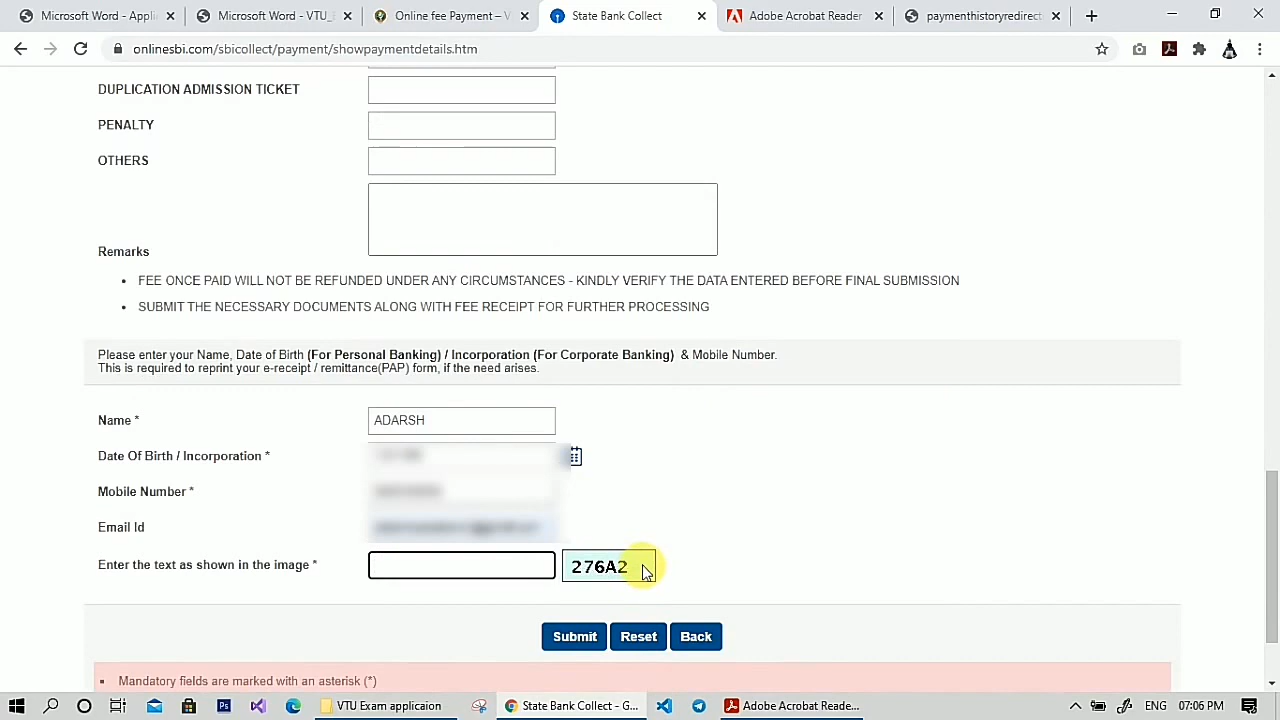 Microsoft Word - Appli
Microsoft Word - VTU_
Online fee Payment – V
State Bank Collect
Adobe Acrobat Reader
paymenthistoryredirect
onlinesbi.com/sbicollect/payment/showpaymentdetails.htm
DUPLICATION ADMISSION TICKET
PENALTY
OTHERS
Remarks
• FEE ONCE PAID WILL NOT BE REFUNDED UNDER ANY CIRCUMSTANCES - KINDLY VERIFY THE DATA ENTERED BEFORE FINAL SUBMISSION
• SUBMIT THE NECESSARY DOCUMENTS ALONG WITH FEE RECEIPT FOR FURTHER PROCESSING
Please enter your Name, Date of Birth (For Personal Banking) / Incorporation (For Corporate Banking) & Mobile Number.
This is required to reprint your e-receipt / remittance(PAP) form, if the need arises.
Name * ADARSH
Date Of Birth / Incorporation *
Mobile Number *
Email Id
Enter the text as shown in the image * 276A2
Submit Reset Back
Mandatory fields are marked with an asterisk (*)
VTU Exam applicaion
State Bank Collect - G...
Adobe Acrobat Reade...
ENG 07:06 PM